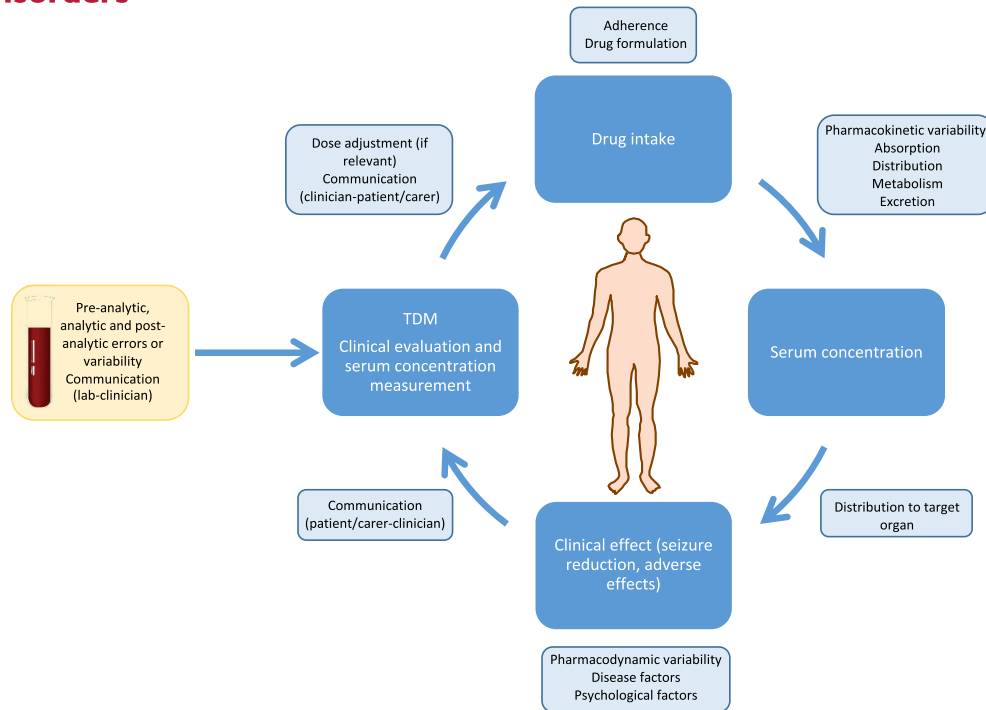 Adherence
Drug formulation
Drug intake
Dose adjustment (if
relevant)
Communication
(clinician-patient/carer)
Pharmacokinetic variability
Absorption
Distribution
Metabolism
Excretion
Pre-analytic,
analytic and post-
analytic errors or
variability
Communication
(lab-clinician)
TDM
Clinical evaluation and
serum concentration
measurement
Serum concentration
Communication
(patient/carer-clinician)
Clinical effect (seizure
reduction, adverse
effects)
Distribution to target
organ
Pharmacodynamic variability
Disease factors
Psychological factors